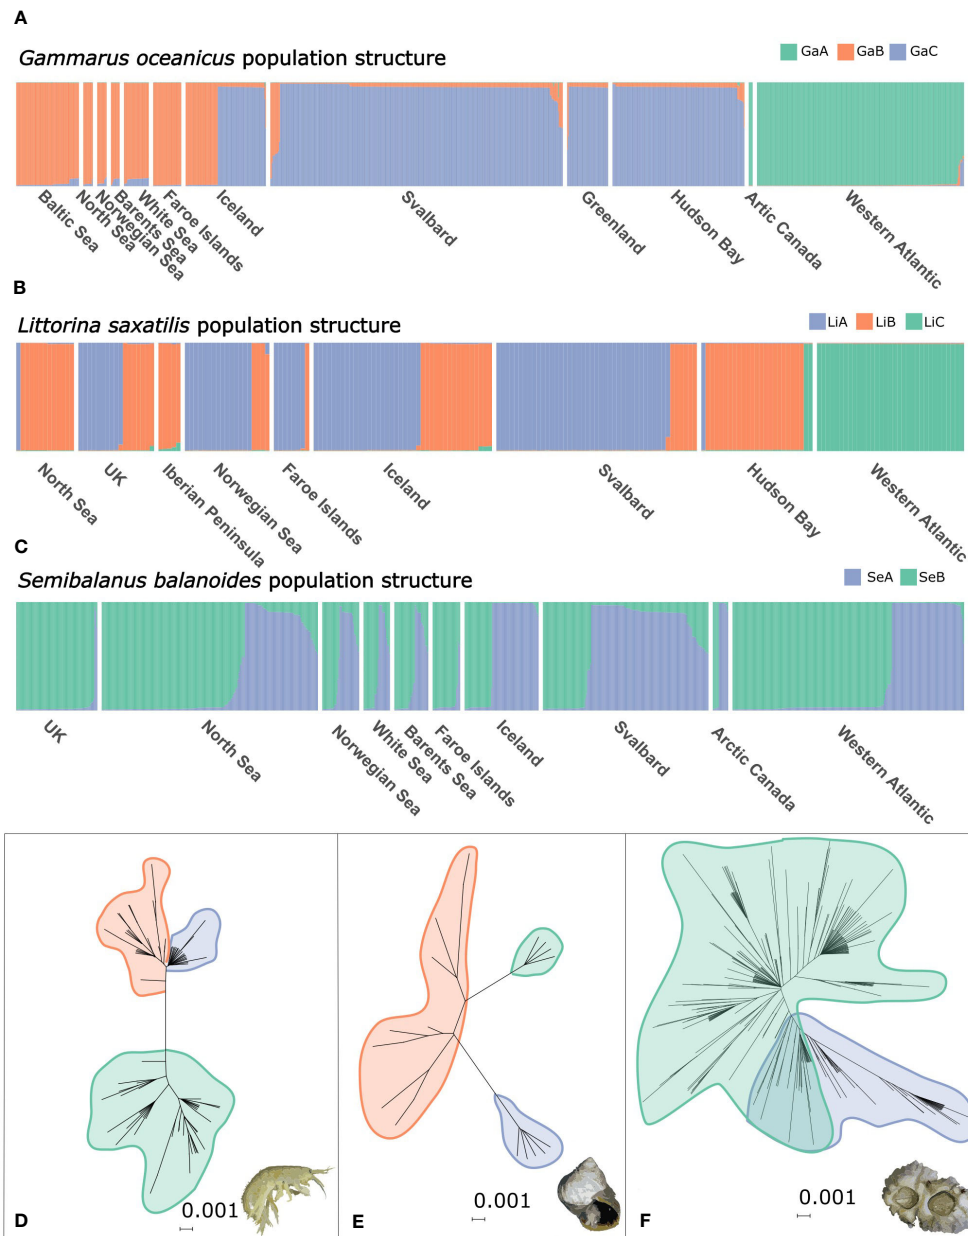 A
Gammarus oceanicus population structure
GaA GaB GaC
Baltic Sea
North Sea
Norwegian Sea
Barents Sea
White Sea
Faroe Islands
Iceland
Svalbard
Greenland
Hudson Bay
Artic Canada
Western Atlantic
B
Littorina saxatilis population structure
LiA LiB LiC
North Sea
UK
Iberian Peninsula
Norwegian Sea
Faroe Islands
Iceland
Svalbard
Hudson Bay
Western Atlantic
C
Semibalanus balanoides population structure
SeA SeB
UK
North Sea
Norwegian Sea
White Sea
Barents Sea
Faroe Islands
Iceland
Svalbard
Arctic Canada
Western Atlantic
D 0.001
E 0.001
F 0.001